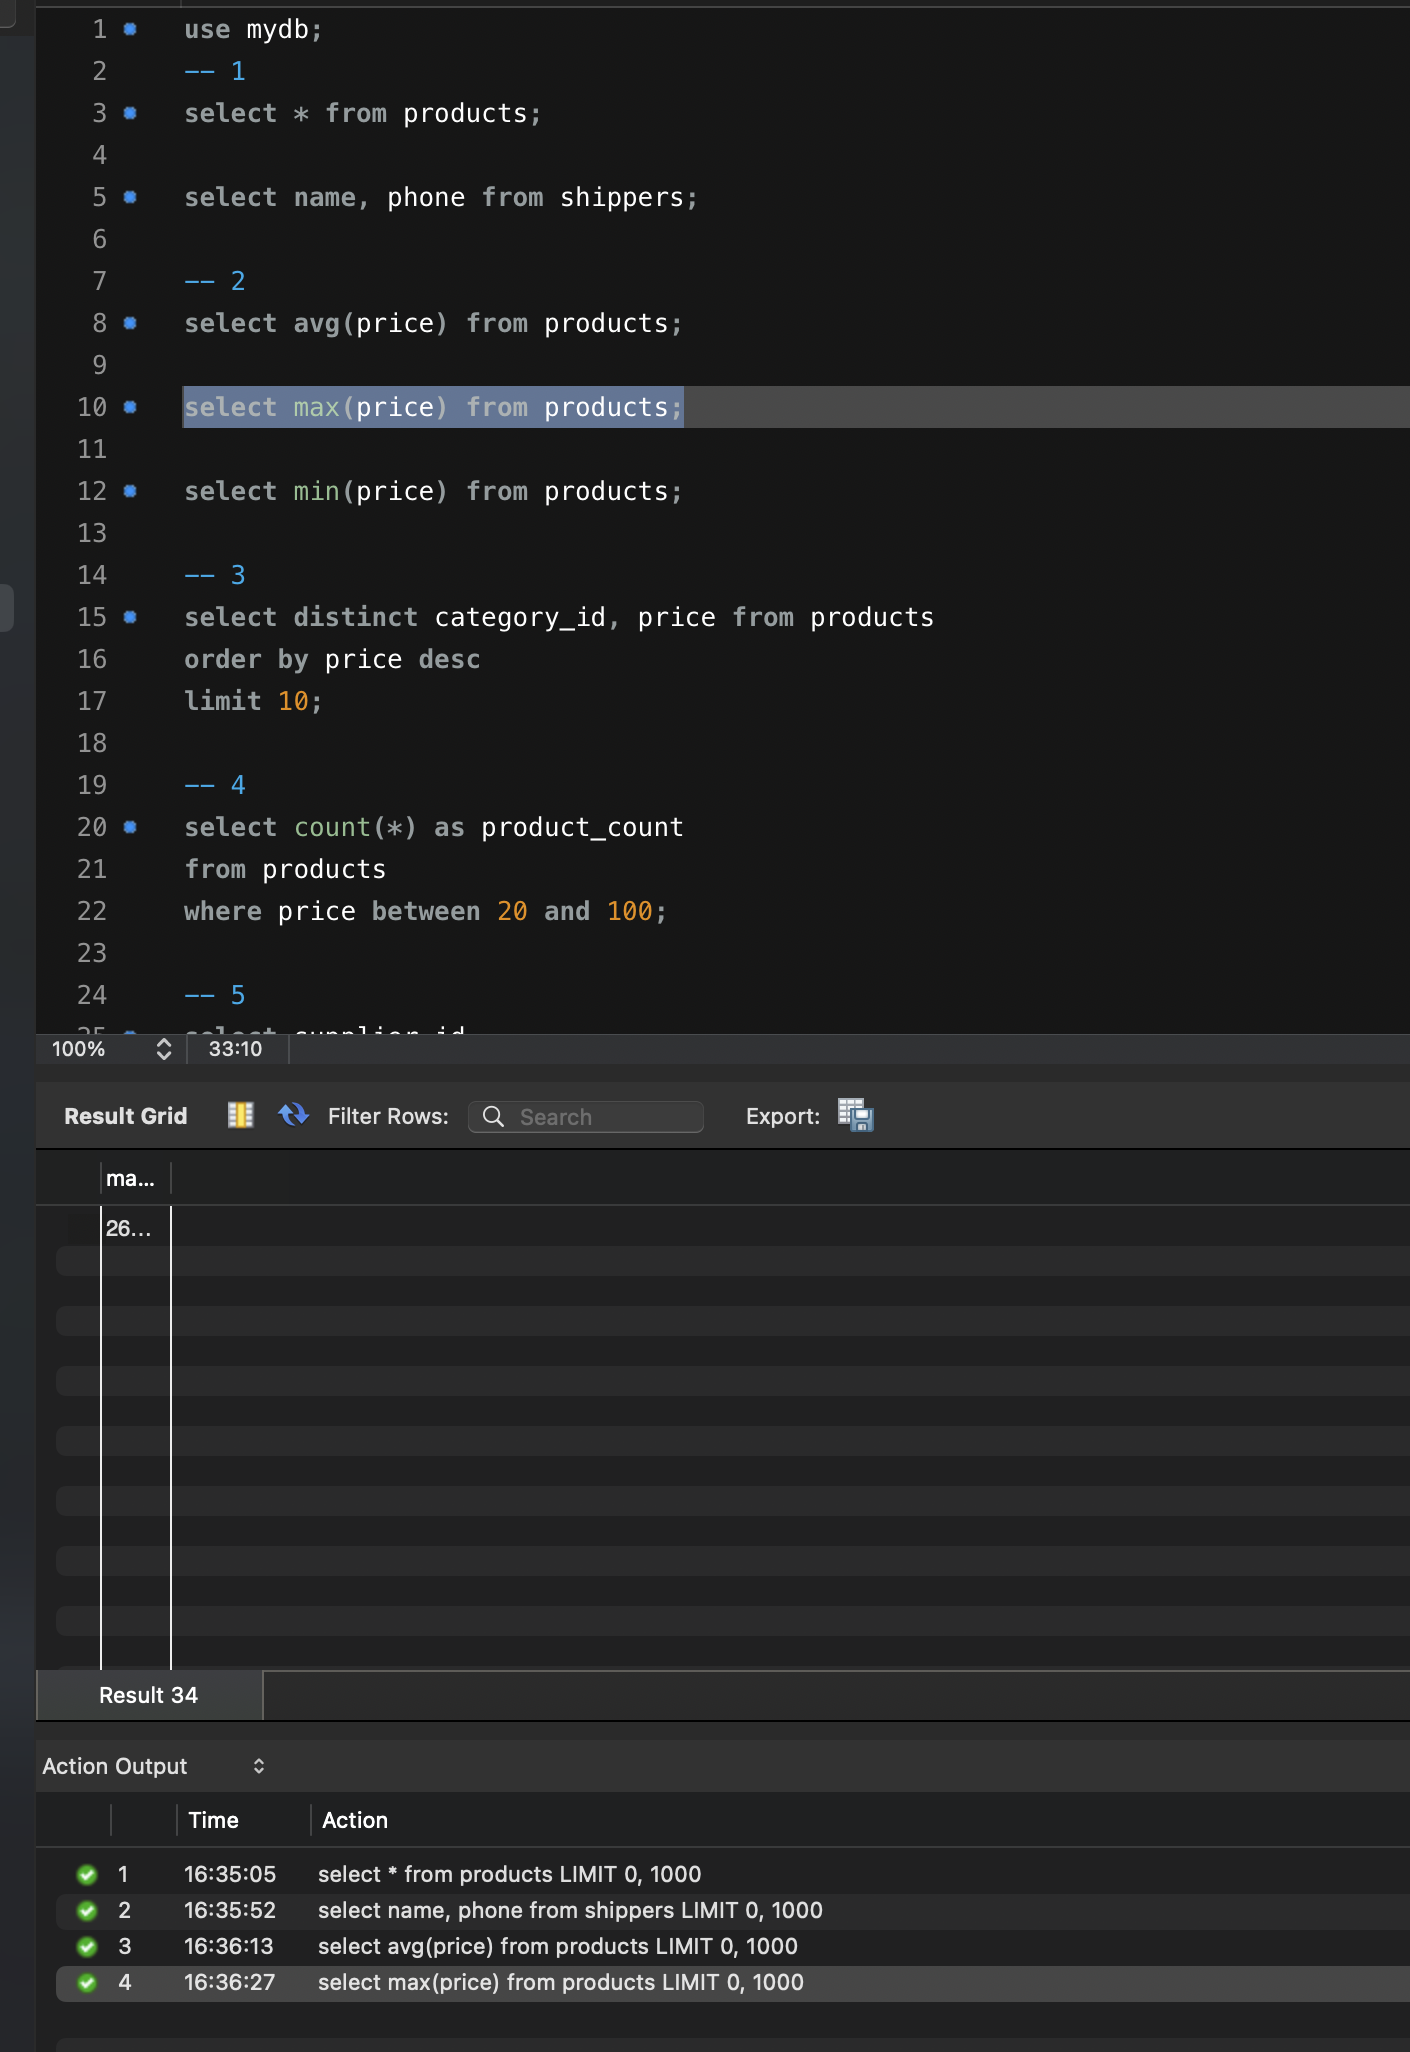 1 use mydb;
2 -- 1
3 select * from products;
4
5 select name, phone from shippers;
6
7 -- 2
8 select avg(price) from products;
9
10 select max(price) from products;
11
12 select min(price) from products;
13
14 -- 3
15 select distinct category_id, price from products
16 order by price desc
17 limit 10;
18
19 -- 4
20 select count(*) as product_count
21 from products
22 where price between 20 and 100;
23
24 -- 5
25 select supplier_id
100% 33:10
Result Grid Filter Rows: Search Export:
ma...
26...
Result 34
Action Output
Time Action
1 16:35:05 select * from products LIMIT 0, 1000
2 16:35:52 select name, phone from shippers LIMIT 0, 1000
3 16:36:13 select avg(price) from products LIMIT 0, 1000
4 16:36:27 select max(price) from products LIMIT 0, 1000